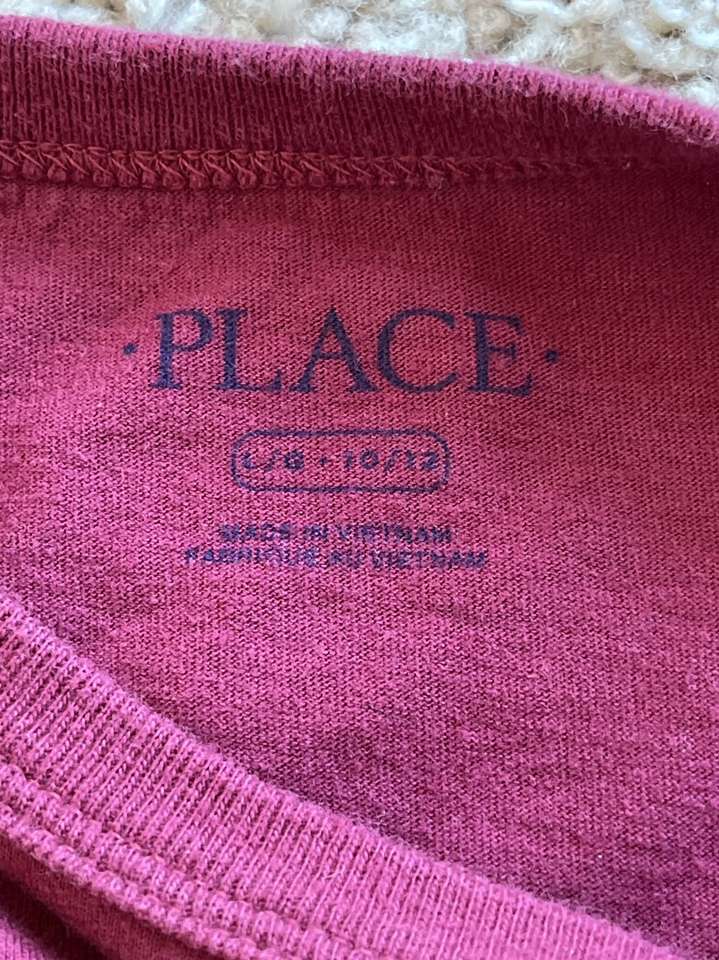 ·PLACE·
L/G • 10/12
MADE IN VIETNAM
FABRIQUÉ AU VIETNAM